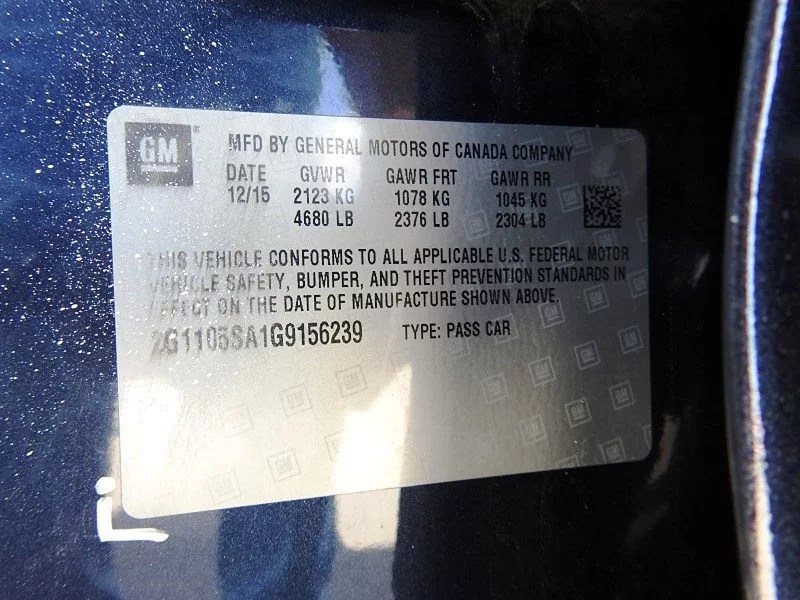 GM
MFD BY GENERAL MOTORS OF CANADA COMPANY
DATE GVWR GAWR FRT GAWR RR
12/15 2123 KG 1078 KG 1045 KG
4680 LB 2376 LB 2304 LB
THIS VEHICLE CONFORMS TO ALL APPLICABLE U.S. FEDERAL MOTOR
VEHICLE SAFETY, BUMPER, AND THEFT PREVENTION STANDARDS IN
EFFECT ON THE DATE OF MANUFACTURE SHOWN ABOVE.
2G1105SA1G9156239 TYPE: PASS CAR